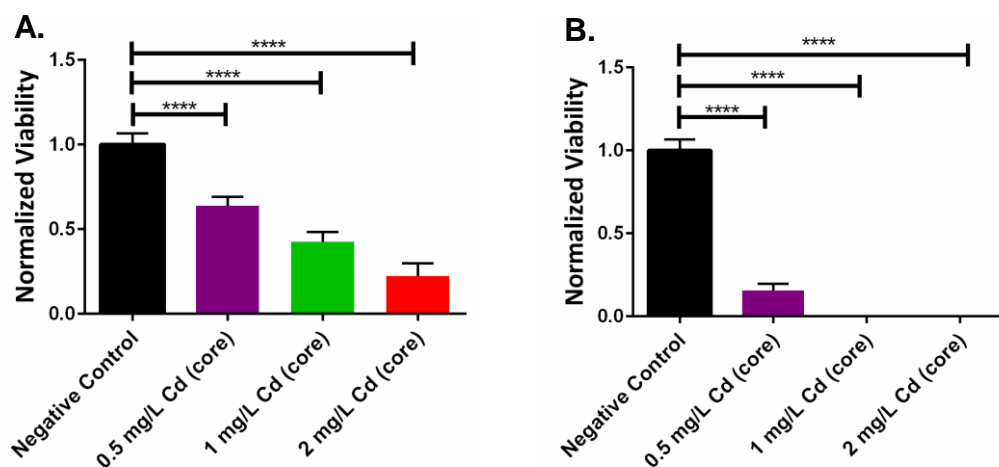 A.
Normalized Viability
1.5
1.0
0.5
0.0
****
****
****
Negative Control
0.5 mg/L Cd (core)
1 mg/L Cd (core)
2 mg/L Cd (core)
B.
Normalized Viability
1.5
1.0
0.5
0.0
****
****
****
Negative Control
0.5 mg/L Cd (core)
1 mg/L Cd (core)
2 mg/L Cd (core)